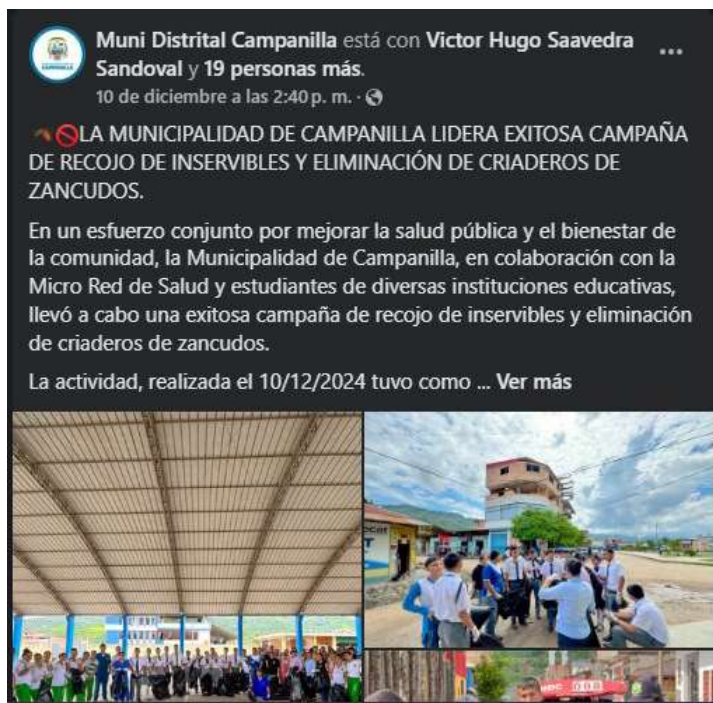 Muni Distrital Campanilla está con Victor Hugo Saavedra
Sandoval y 19 personas más.
10 de diciembre a las 2:40 p. m. ·
LA MUNICIPALIDAD DE CAMPANILLA LIDERA EXITOSA CAMPAÑA
DE RECOJO DE INSERVIBLES Y ELIMINACIÓN DE CRIADEROS DE
ZANCUDOS.
En un esfuerzo conjunto por mejorar la salud pública y el bienestar de
la comunidad, la Municipalidad de Campanilla, en colaboración con la
Micro Red de Salud y estudiantes de diversas instituciones educativas,
llevó a cabo una exitosa campaña de recojo de inservibles y eliminación
de criaderos de zancudos.
La actividad, realizada el 10/12/2024 tuvo como ... Ver más